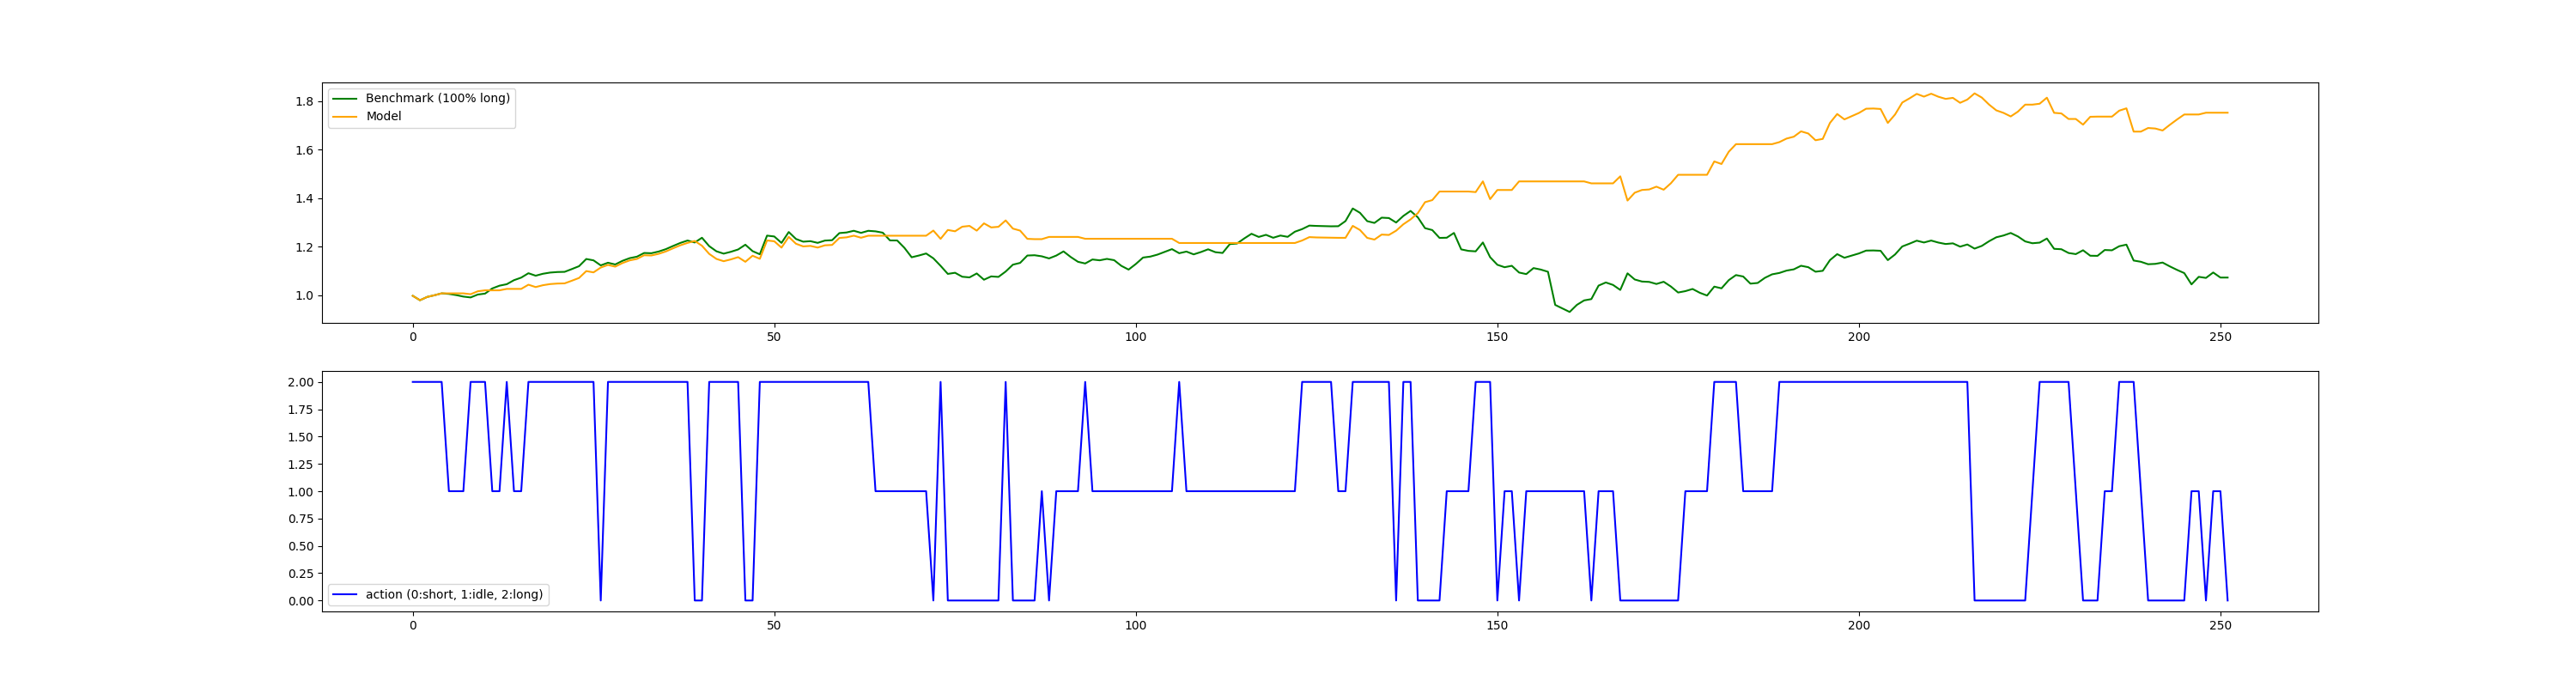 Benchmark (100% long)
Model
1.8
1.6
1.4
1.2
1.0
0 50 100 150 200 250
2.00
1.75
1.50
1.25
1.00
0.75
0.50
0.25
0.00
action (0:short, 1:idle, 2:long)
0 50 100 150 200 250